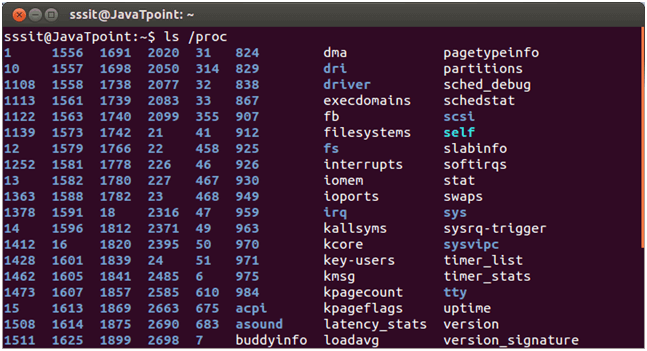 sssit@JavaTpoint: ~
sssit@JavaTpoint:~$ ls /proc
1 1556 1691 2020 31 824 dma pagetypeinfo
10 1557 1698 2050 314 829 dri partitions
1108 1558 1738 2077 32 838 driver sched_debug
1113 1561 1739 2083 33 867 execdomains schedstat
1122 1563 1740 2099 355 907 fb scsi
1139 1573 1742 21 41 912 filesystems self
12 1579 1766 22 458 925 fs slabinfo
1252 1581 1778 226 46 926 interrupts softirqs
13 1582 1780 227 467 930 iomem stat
1363 1588 1782 23 468 949 ioports swaps
1378 1591 18 2316 47 959 irq sys
14 1596 1812 2371 49 963 kallsyms sysrq-trigger
1412 16 1820 2395 50 970 kcore sysvipc
1428 1601 1839 24 51 971 key-users timer_list
1462 1605 1841 2485 6 975 kmsg timer_stats
1473 1607 1857 2585 610 984 kpagecount tty
15 1613 1869 2663 675 acpi kpageflags uptime
1508 1614 1875 2690 683 asound latency_stats version
1511 1625 1899 2698 7 buddyinfo loadavg version_signature